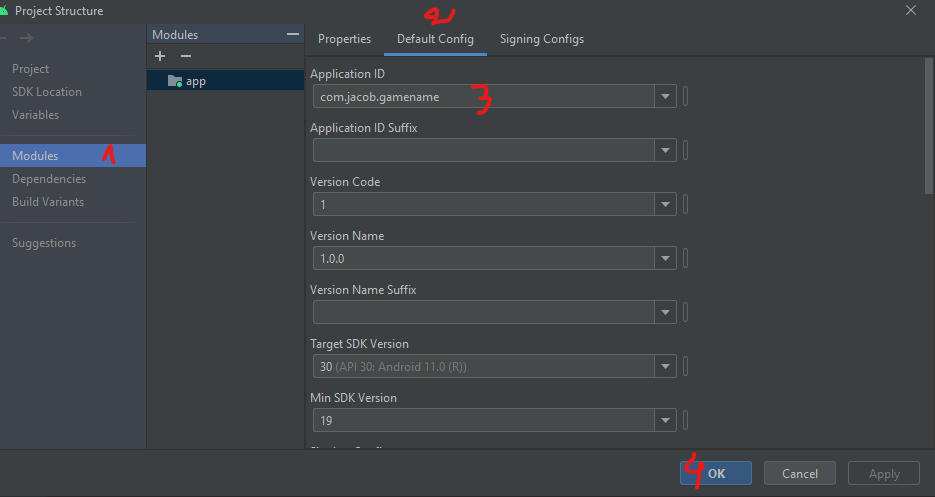 Project Structure
Modules
Properties
Default Config
2
Signing Configs
app
Project
SDK Location
Variables
Modules
1
Dependencies
Build Variants
Suggestions
Application ID
com.jacob.gamename
3
Application ID Suffix
Version Code
1
Version Name
1.0.0
Version Name Suffix
Target SDK Version
30 (API 30: Android 11.0 (R))
Min SDK Version
19
4
OK
Cancel
Apply